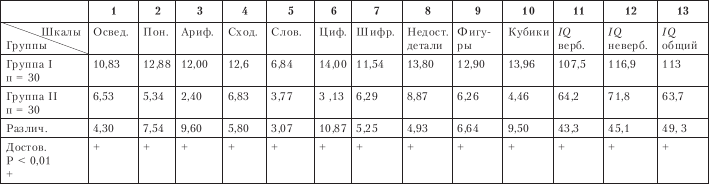 1 2 3 4 5 6 7 8 9 10 11 12 13
Шкалы Освед. Пон. Ариф. Сход. Слов. Циф. Шифр. Недост. Фигу- Кубики IQ IQ IQ
Группы детали ры верб. неверб. общий
Группа I 10,83 12,88 12,00 12,6 6,84 14,00 11,54 13,80 12,90 13,96 107,5 116,9 113
п = 30
Группа II 6,53 5,34 2,40 6,83 3,77 3 ,13 6,29 8,87 6,26 4,46 64,2 71,8 63,7
п = 30
Различ. 4,30 7,54 9,60 5,80 3,07 10,87 5,25 4,93 6,64 9,50 43,3 45,1 49, 3
Достов. + + + + + + + + + + + + +
Р < 0,01
+